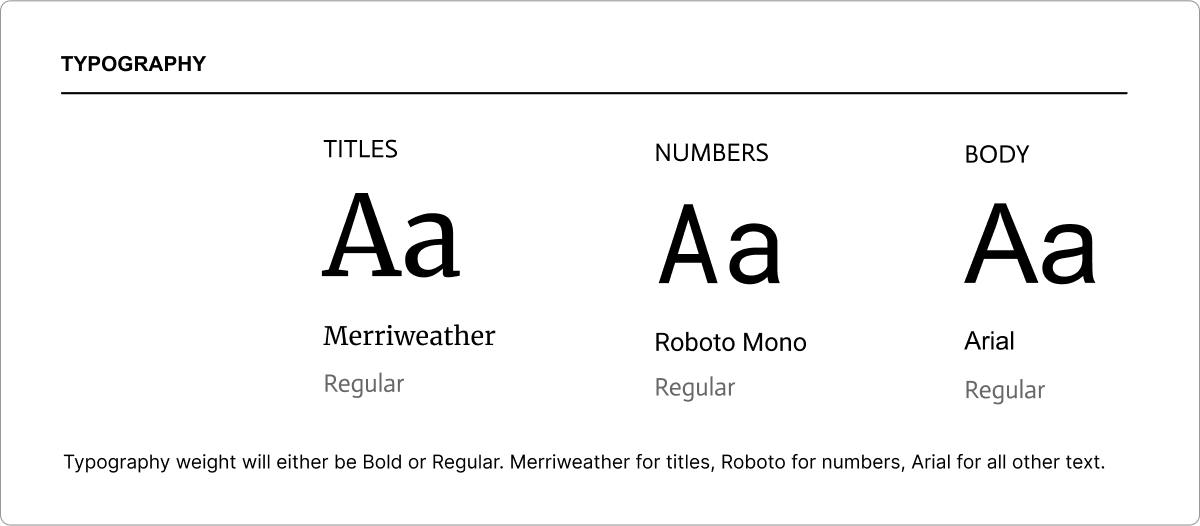 TYPOGRAPHY
TITLES
Aa
Merriweather
Regular
NUMBERS
Aa
Roboto Mono
Regular
BODY
Aa
Arial
Regular
Typography weight will either be Bold or Regular. Merriweather for titles, Roboto for numbers, Arial for all other text.